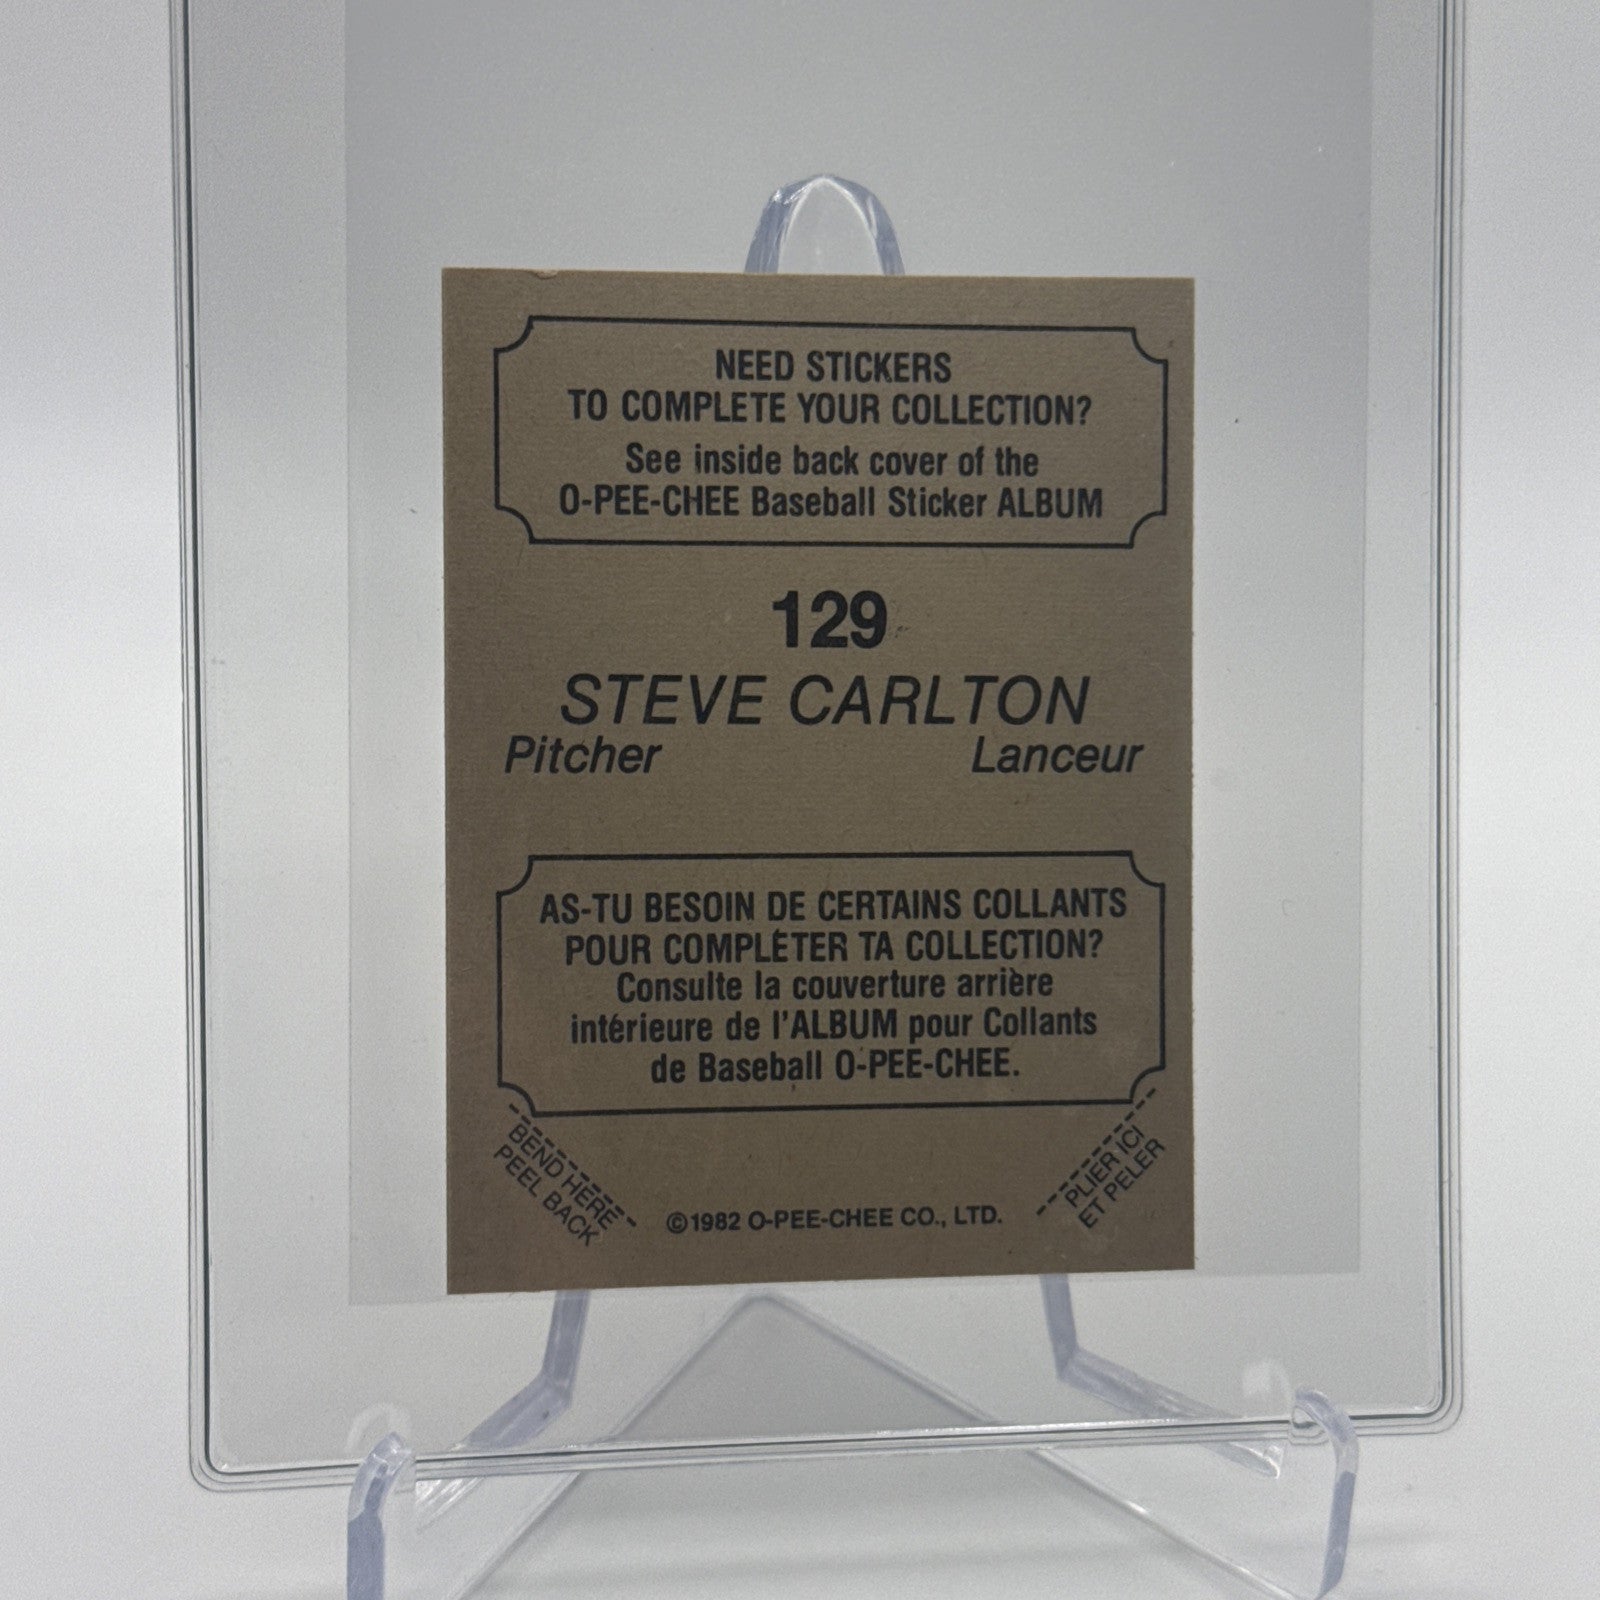 NEED STICKERS
TO COMPLETE YOUR COLLECTION?
See inside back cover of the
O-PEE-CHEE Baseball Sticker ALBUM
129
STEVE CARLTON
Pitcher Lanceur
AS-TU BESOIN DE CERTAINS COLLANTS
POUR COMPLÉTER TA COLLECTION?
Consulte la couverture arrière
intérieure de l'ALBUM pour Collants
de Baseball O-PEE-CHEE.
BEND HERE
PEEL BACK
©1982 O-PEE-CHEE CO., LTD.
PLIER ICI
ET PELER